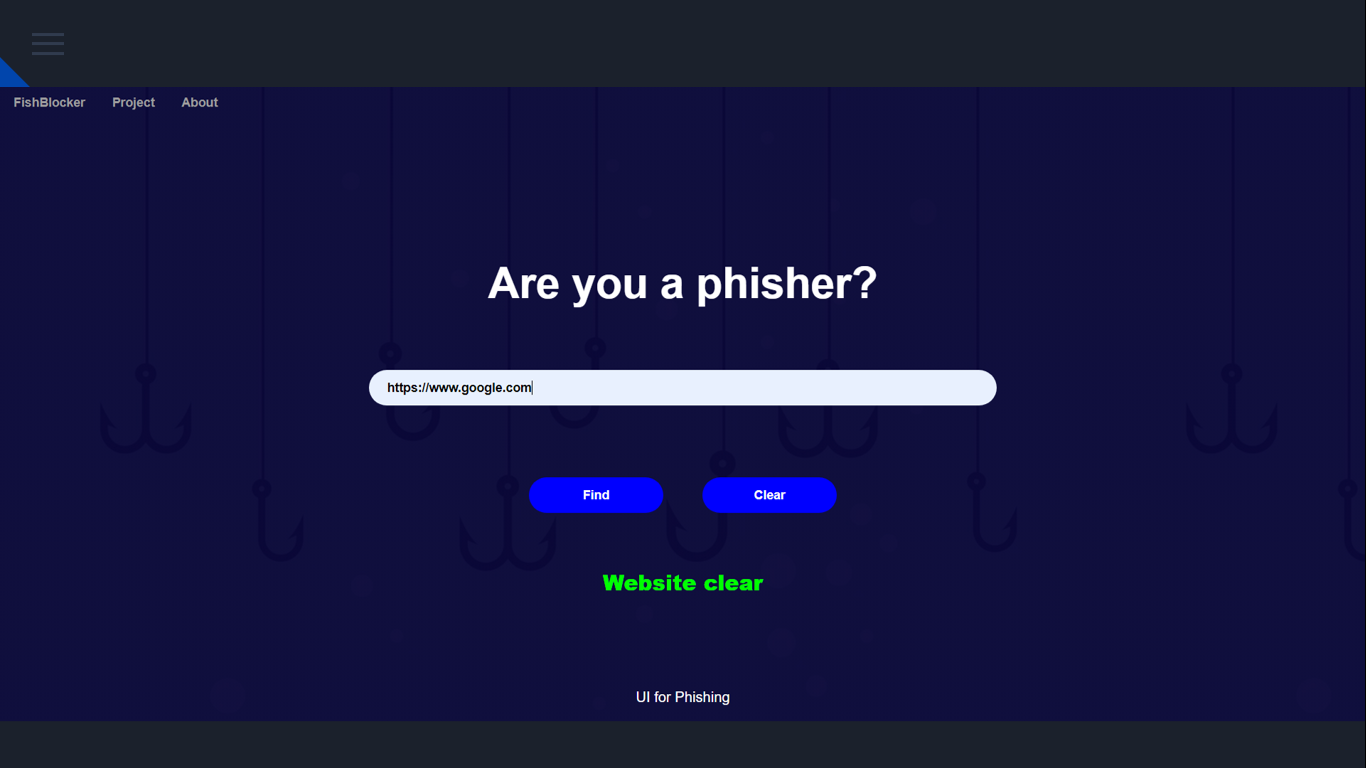 FishBlocker Project About
Are you a phisher?
https://www.google.com
Find Clear
Website clear
UI for Phishing